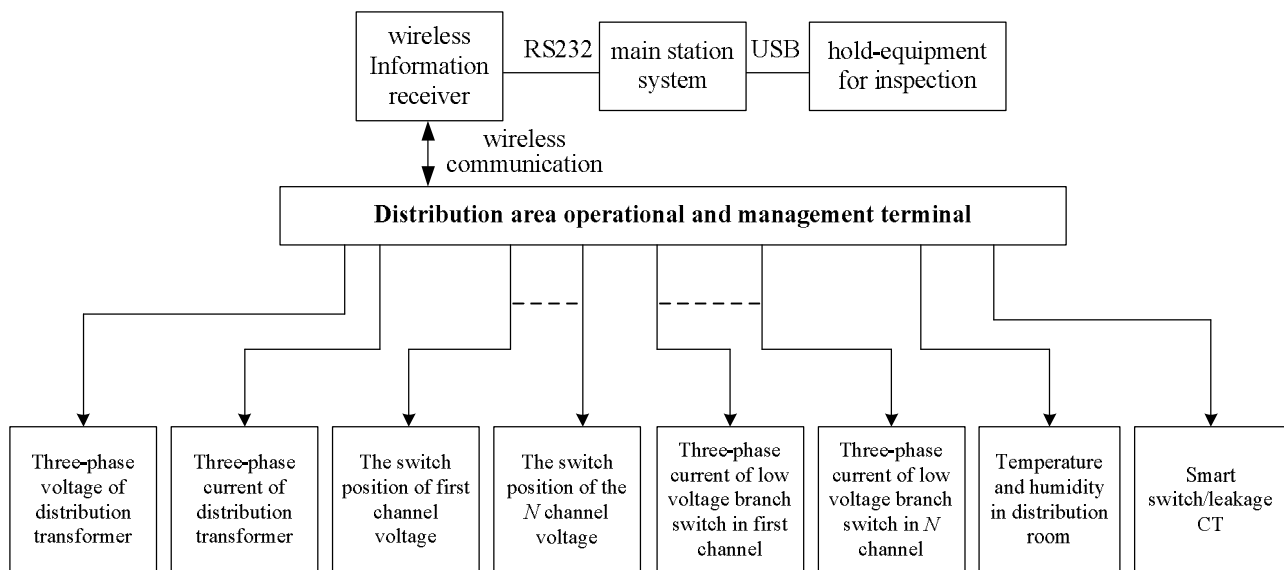 wireless
Information
receiver
RS232
main station
system
USB
hold-equipment
for inspection
wireless
communication
Distribution area operational and management terminal
Three-phase
voltage of
distribution
transformer
Three-phase
current of
distribution
transformer
The switch
position of first
channel
voltage
The switch
position of the
N channel
voltage
Three-phase
current of low
voltage branch
switch in first
channel
Three-phase
current of low
voltage branch
switch in N
channel
Temperature
and humidity
in distribution
room
Smart
switch/leakage
CT